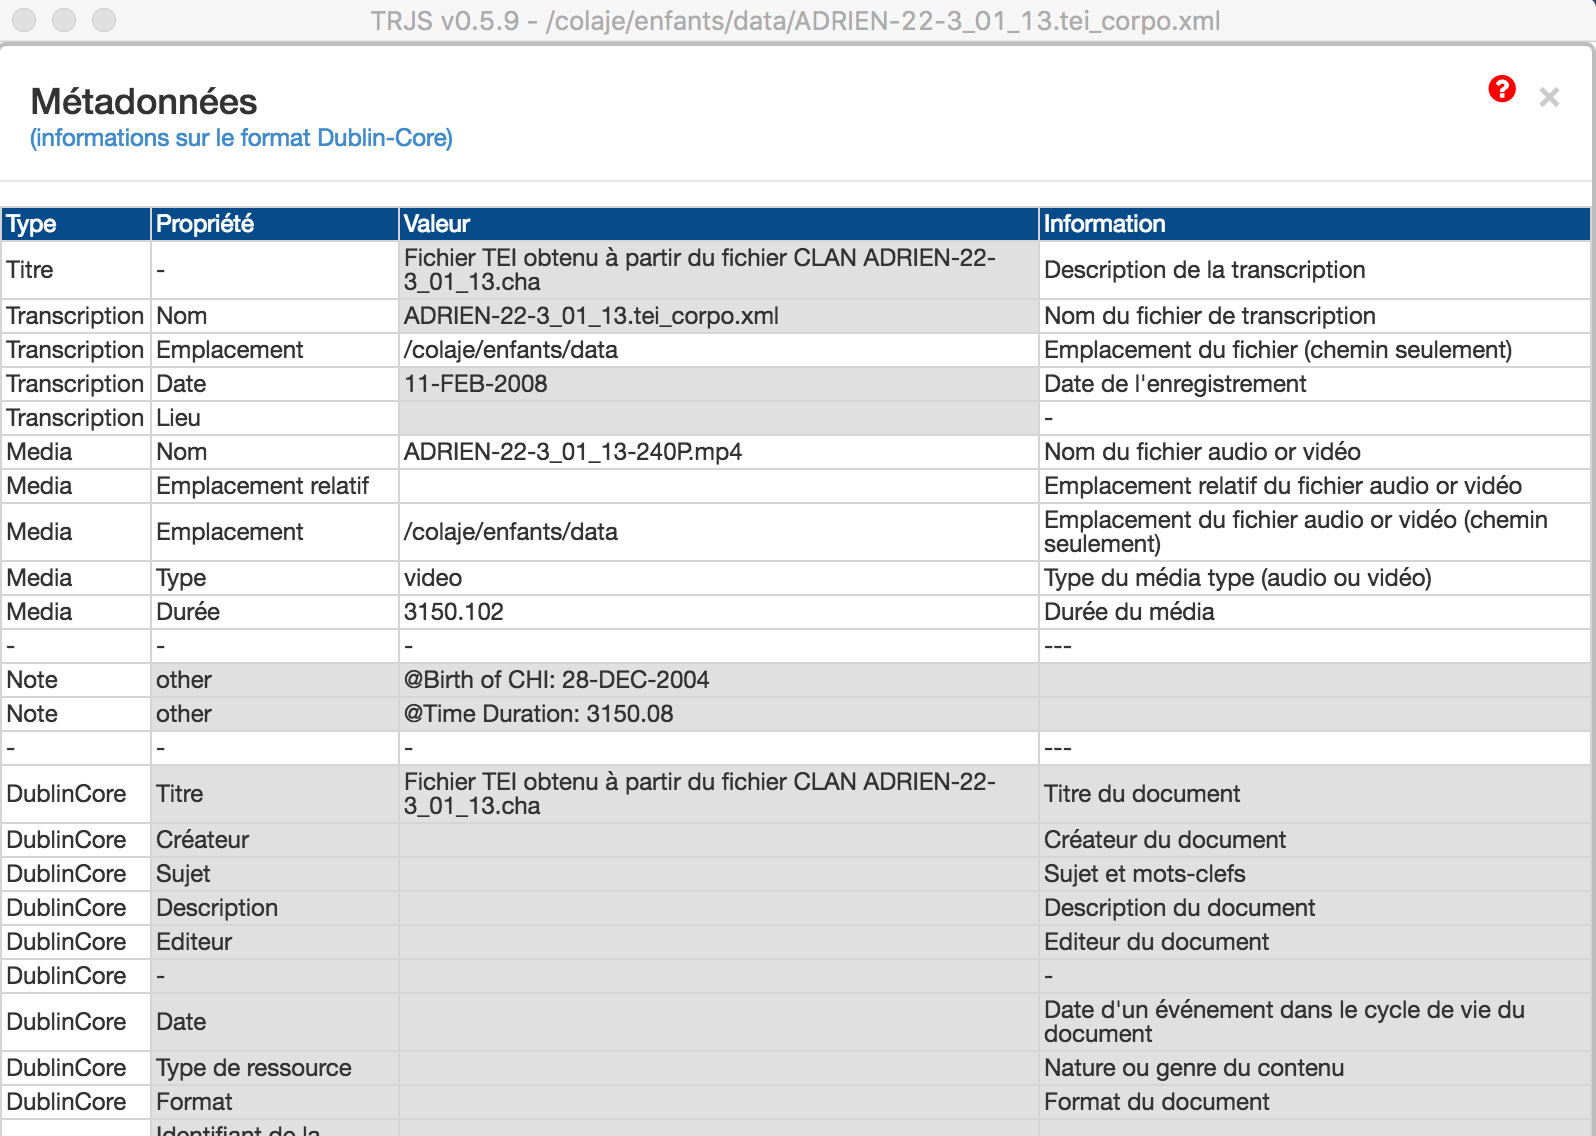 TRJS v0.5.9 - /colaje/enfants/data/ADRIEN-22-3_01_13.tei_corpo.xml
Métadonnées
(informations sur le format Dublin-Core)
? ×
Type Propriété Valeur Information
Titre - Fichier TEI obtenu à partir du fichier CLAN ADRIEN-22-
3_01_13.cha Description de la transcription
Transcription Nom ADRIEN-22-3_01_13.tei_corpo.xml Nom du fichier de transcription
Transcription Emplacement /colaje/enfants/data Emplacement du fichier (chemin seulement)
Transcription Date 11-FEB-2008 Date de l'enregistrement
Transcription Lieu -
Media Nom ADRIEN-22-3_01_13-240P.mp4 Nom du fichier audio or vidéo
Media Emplacement relatif Emplacement relatif du fichier audio or vidéo
Media Emplacement /colaje/enfants/data Emplacement du fichier audio or vidéo (chemin
seulement)
Media Type video Type du média type (audio ou vidéo)
Media Durée 3150.102 Durée du média
- - - ---
Note other @Birth of CHI: 28-DEC-2004
Note other @Time Duration: 3150.08
- - - ---
DublinCore Titre Fichier TEI obtenu à partir du fichier CLAN ADRIEN-22-
3_01_13.cha Titre du document
DublinCore Créateur Créateur du document
DublinCore Sujet Sujet et mots-clefs
DublinCore Description Description du document
DublinCore Editeur Editeur du document
DublinCore - -
DublinCore Date Date d'un événement dans le cycle de vie du
document
DublinCore Type de ressource Nature ou genre du contenu
DublinCore Format Format du document
Identifiant de la